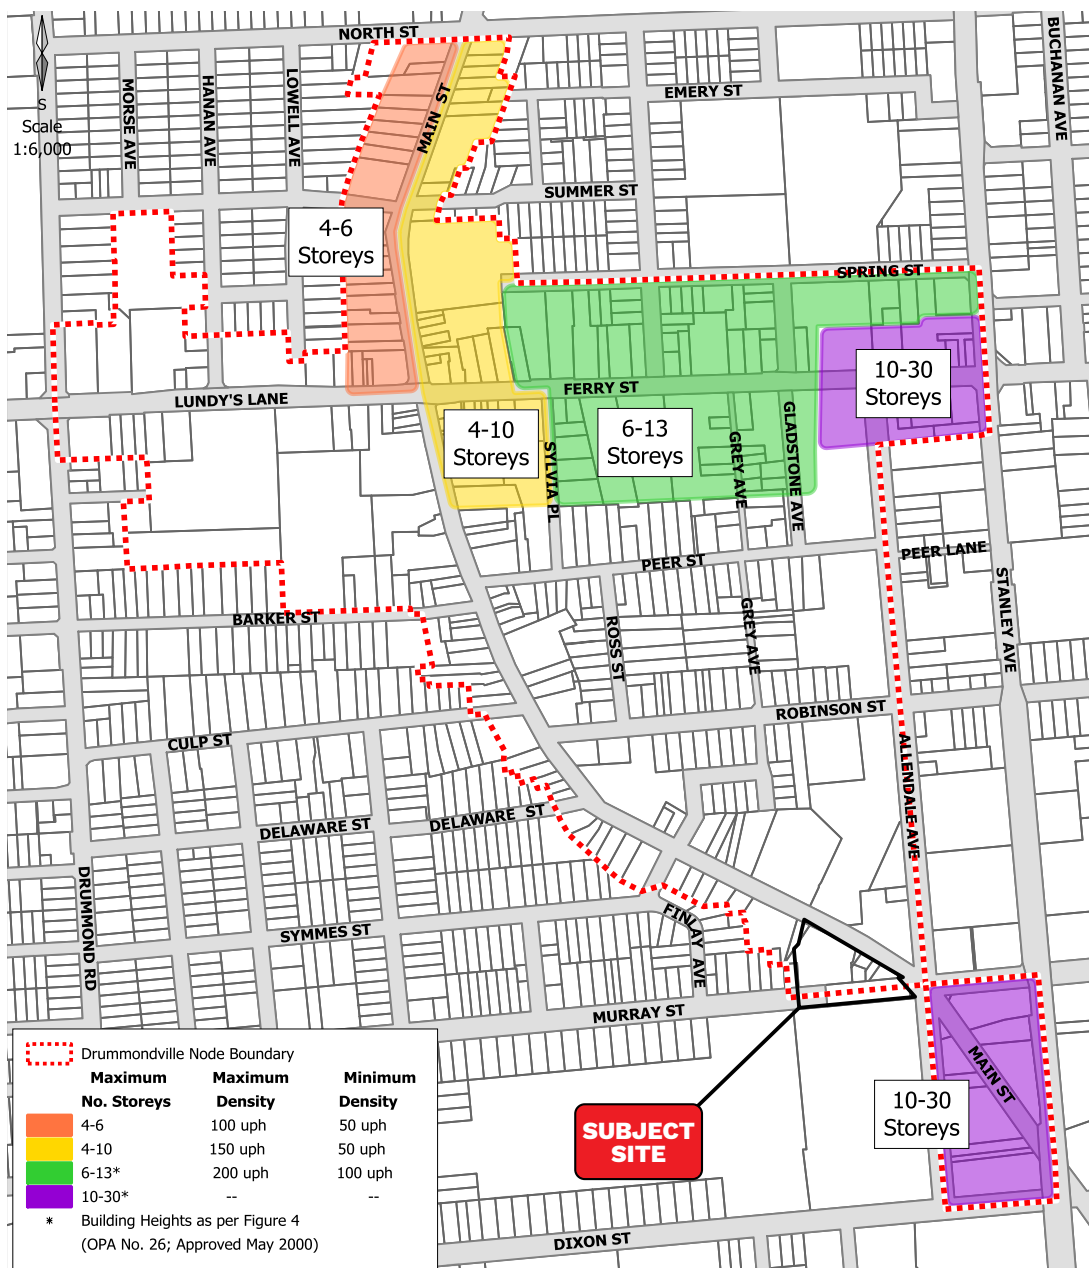 NORTH ST
BUCHANAN AVE
MAIN ST
EMERY ST
S
Scale
1:6,000
MORSE AVE
HANAN AVE
LOWELL AVE
SUMMER ST
4-6
Storeys
SPRING ST
10-30
Storeys
FERRY ST
LUNDY'S LANE
4-10
Storeys
6-13
Storeys
SYLVIA PL
GREY AVE
GLADSTONE AVE
PEER ST
PEER LANE
STANLEY AVE
BARKER ST
ROSS ST
GREY AVE
ROBINSON ST
CULP ST
ALLENDALE AVE
DELAWARE ST
DELAWARE ST
DRUMMOND RD
SYMMES ST
FINLAY AVE
MURRAY ST
MAIN ST
10-30
Storeys
SUBJECT
SITE
DIXON ST
Drummondville Node Boundary
Maximum Maximum Minimum
No. Storeys Density Density
4-6 100 uph 50 uph
4-10 150 uph 50 uph
6-13* 200 uph 100 uph
10-30* -- --
* Building Heights as per Figure 4
(OPA No. 26; Approved May 2000)